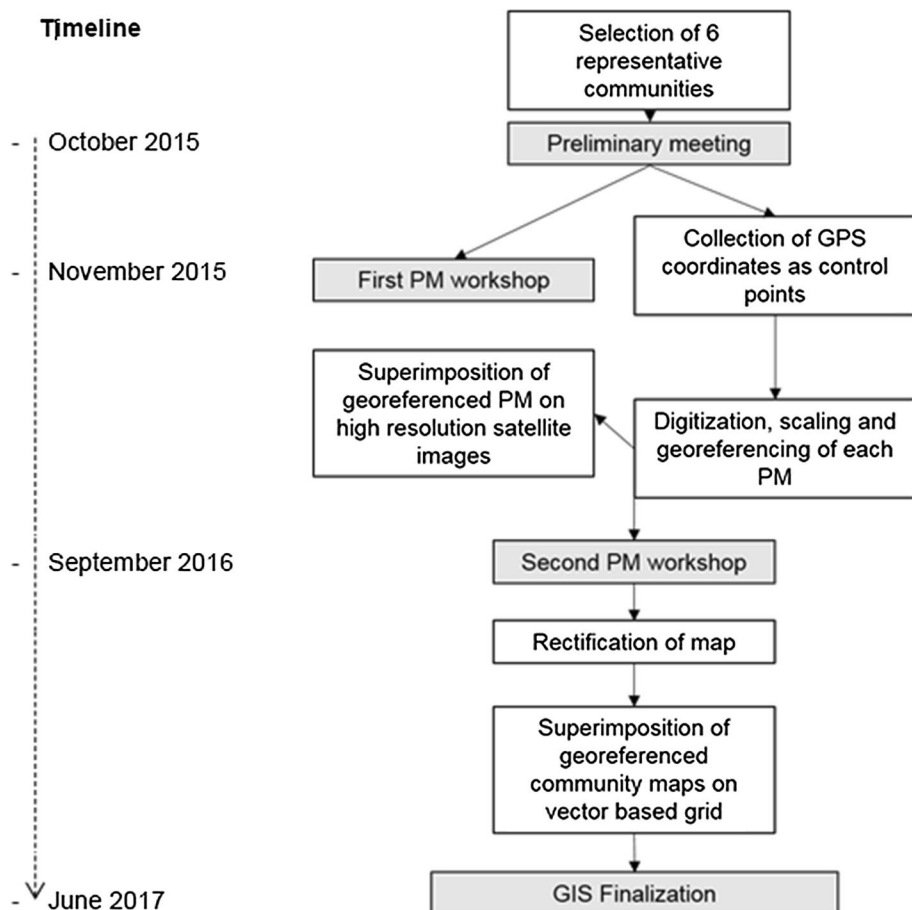 Timeline
Selection of 6
representative
communities
- October 2015
Preliminary meeting
Collection of GPS
coordinates as control
points
- November 2015
First PM workshop
Superimposition of
georeferenced PM on
high resolution satellite
images
Digitization, scaling and
georeferencing of each
PM
- September 2016
Second PM workshop
Rectification of map
Superimposition of
georeferenced
community maps on
vector based grid
- June 2017
GIS Finalization